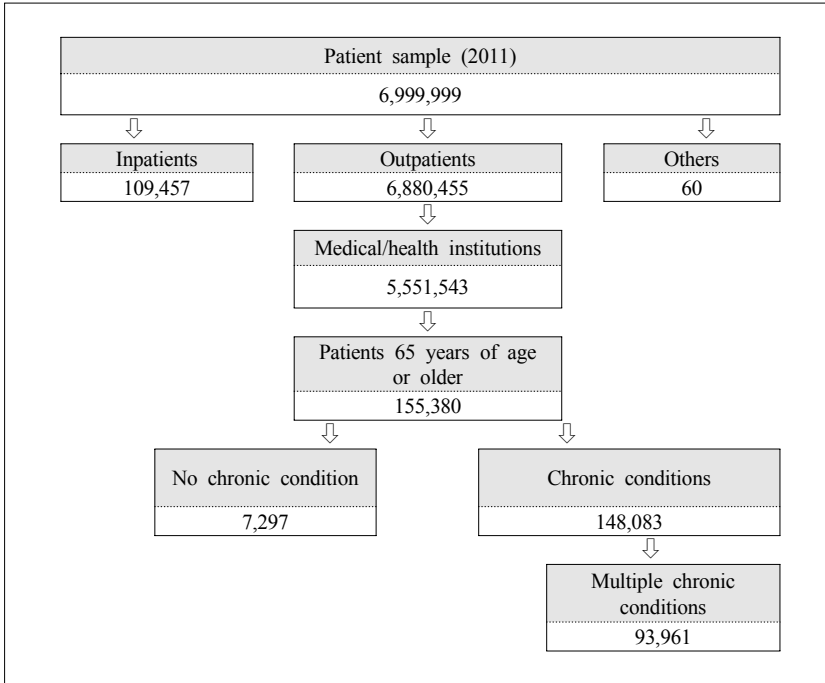 Patient sample (2011)
6,999,999
Inpatients
109,457
Outpatients
6,880,455
Others
60
Medical/health institutions
5,551,543
Patients 65 years of age
or older
155,380
No chronic condition
7,297
Chronic conditions
148,083
Multiple chronic
conditions
93,961